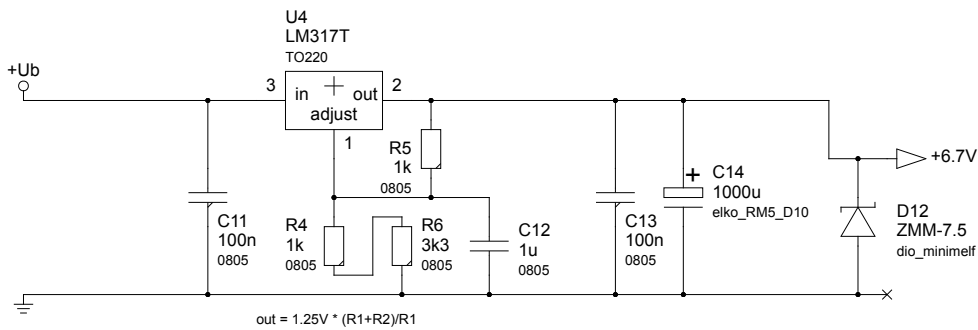 U4
LM317T
TO220
+Ub
3
in
+
out
adjust
2
1
R5
1k
0805
+6.7V
+
C14
1000u
elko_RM5_D10
C11
100n
0805
R4
1k
0805
R6
3k3
0805
C12
1u
0805
C13
100n
0805
D12
ZMM-7.5
dio_minimelf
out = 1.25V * (R1+R2)/R1